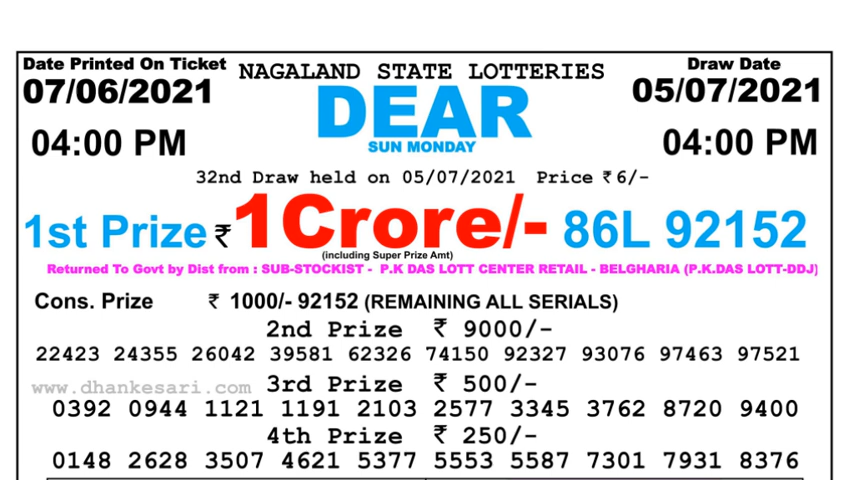 Date Printed On Ticket NAGALAND STATE LOTTERIES Draw Date
07/06/2021 DEAR 05/07/2021
04:00 PM SUN MONDAY 04:00 PM
32nd Draw held on 05/07/2021 Price ₹ 6/-
1st Prize ₹ 1Crore/- 86L 92152
(including Super Prize Amt)
Returned To Govt by Dist from : SUB-STOCKIST - P.K DAS LOTT CENTER RETAIL - BELGHARIA (P.K.DAS LOTT-DDJ)
Cons. Prize ₹ 1000/- 92152 (REMAINING ALL SERIALS)
2nd Prize ₹ 9000/-
22423 24355 26042 39581 62326 74150 92327 93076 97463 97521
www.dhankesari.com 3rd Prize ₹ 500/-
0392 0944 1121 1191 2103 2577 3345 3762 8720 9400
4th Prize ₹ 250/-
0148 2628 3507 4621 5377 5553 5587 7301 7931 8376